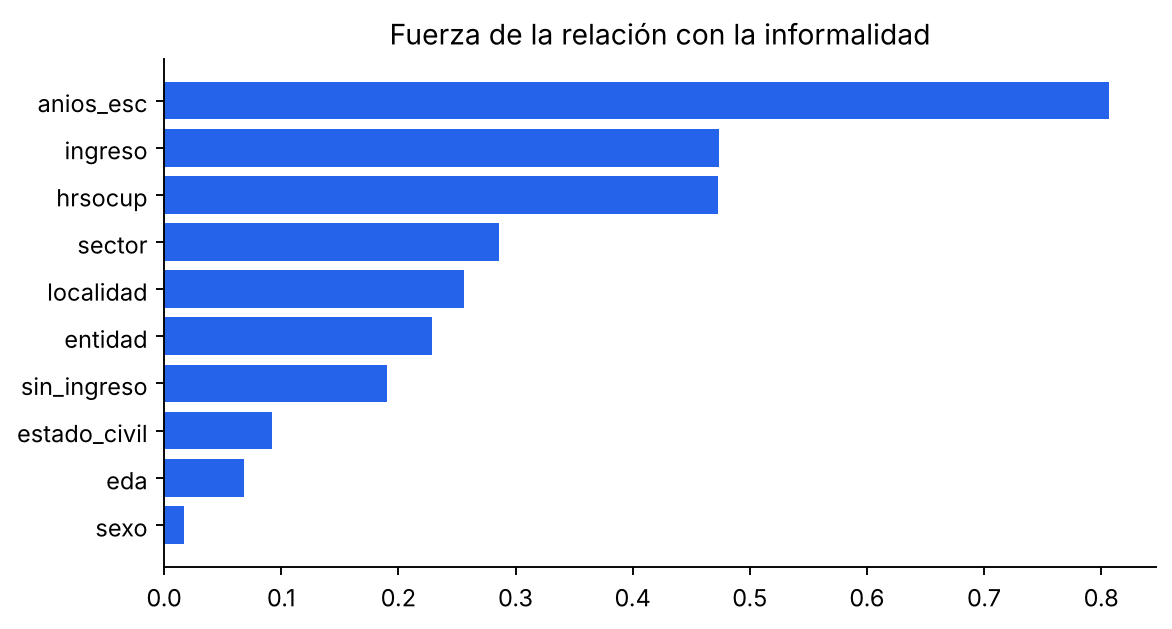 Fuerza de la relación con la informalidad
anios_esc
ingreso
hrsocup
sector
localidad
entidad
sin_ingreso
estado_civil
eda
sexo
0.0 0.1 0.2 0.3 0.4 0.5 0.6 0.7 0.8